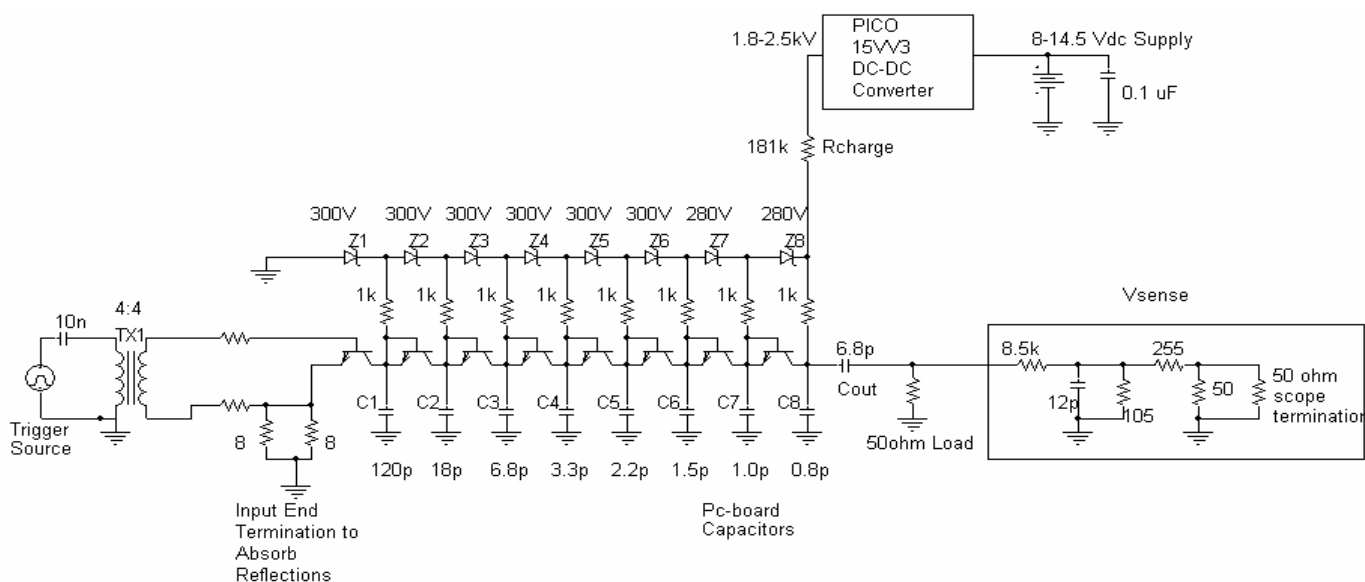 1.8-2.5kV
PICO
15VV3
DC-DC
Converter
8-14.5 Vdc Supply
0.1 uF
181k
Rcharge
300V 300V 300V 300V 300V 300V 280V 280V
Z1 Z2 Z3 Z4 Z5 Z6 Z7 Z8
1k 1k 1k 1k 1k 1k 1k 1k
4:4
TX1
10n
Trigger
Source
8 8
Input End
Termination to
Absorb
Reflections
C1 C2 C3 C4 C5 C6 C7 C8
120p 18p 6.8p 3.3p 2.2p 1.5p 1.0p 0.8p
Pc-board
Capacitors
6.8p
Cout
50ohm Load
Vsense
8.5k
12p
105
255
50
50 ohm
scope
termination